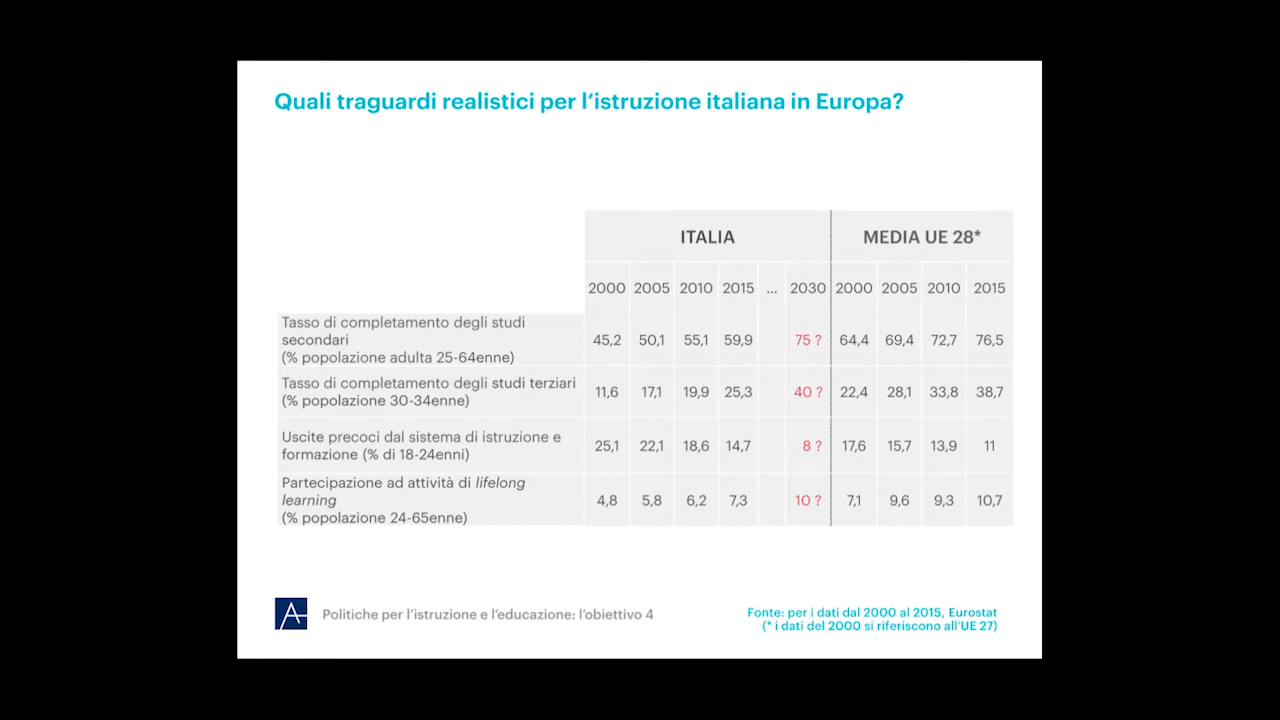 Quali traguardi realistici per l'istruzione italiana in Europa?
ITALIA MEDIA UE 28*
2000 2005 2010 2015 ... 2030 2000 2005 2010 2015
Tasso di completamento degli studi
secondari
(% popolazione adulta 25-64enne)
45,2 50,1 55,1 59,9 75 ? 64,4 69,4 72,7 76,5
Tasso di completamento degli studi terziari
(% popolazione 30-34enne)
11,6 17,1 19,9 25,3 40 ? 22,4 28,1 33,8 38,7
Uscite precoci dal sistema di istruzione e
formazione (% di 18-24enni)
25,1 22,1 18,6 14,7 8 ? 17,6 15,7 13,9 11
Partecipazione ad attività di lifelong
learning
(% popolazione 24-65enne)
4,8 5,8 6,2 7,3 10 ? 7,1 9,6 9,3 10,7
Politiche per l'istruzione e l'educazione: l'obiettivo 4
Fonte: per i dati dal 2000 al 2015, Eurostat
(* i dati del 2000 si riferiscono all'UE 27)